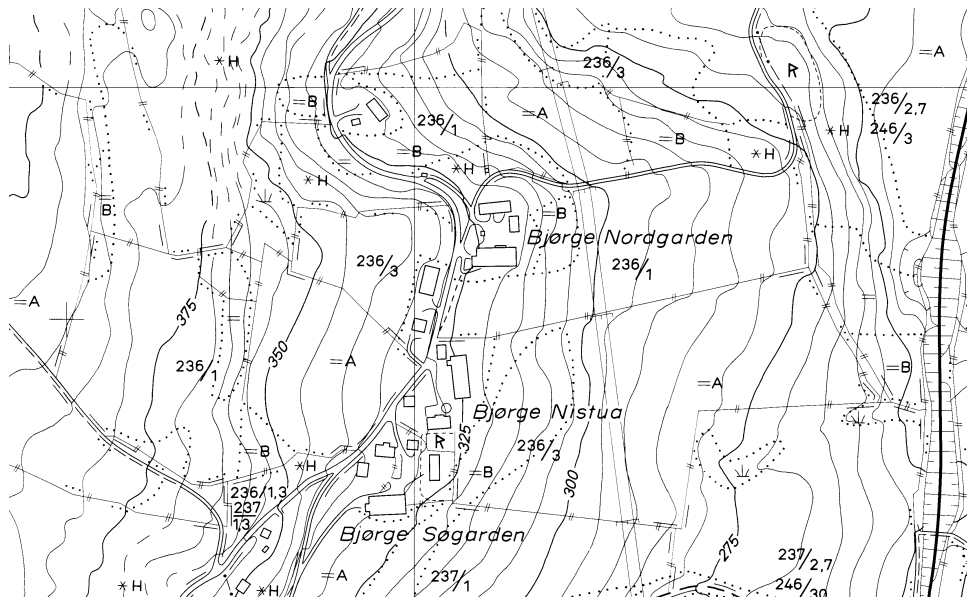 236/3
A
R
H
236/2,7
246/3
B
A
236/1
B
B
H
H
H
H
B
B
Bjørge Nordgarden
236/3
236/1
375
A
350
236/1
A
A
B
Bjørge Nistua
325
R
236/3
B
B
H
300
236/1,3
237
1,3
Bjørge Søgarden
275
237/2,7
A
237/1
H
H
246/30